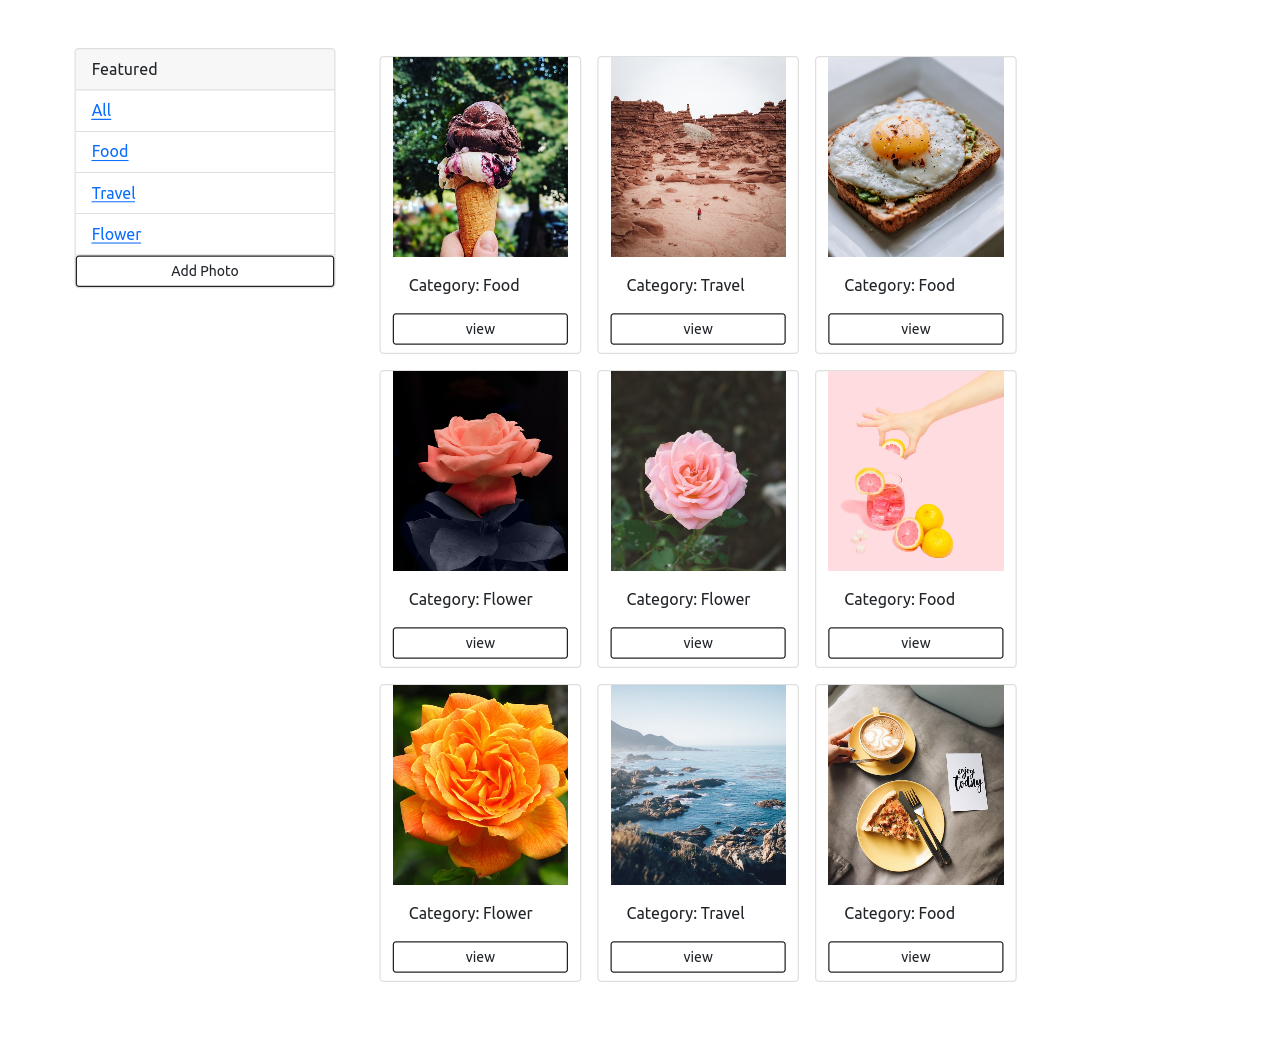 Featured
All
Food
Travel
Flower
Add Photo
Category: Food
view
Category: Travel
view
Category: Food
view
Category: Flower
view
Category: Flower
view
Category: Food
view
Category: Flower
view
Category: Travel
view
enjoy
today
Category: Food
view